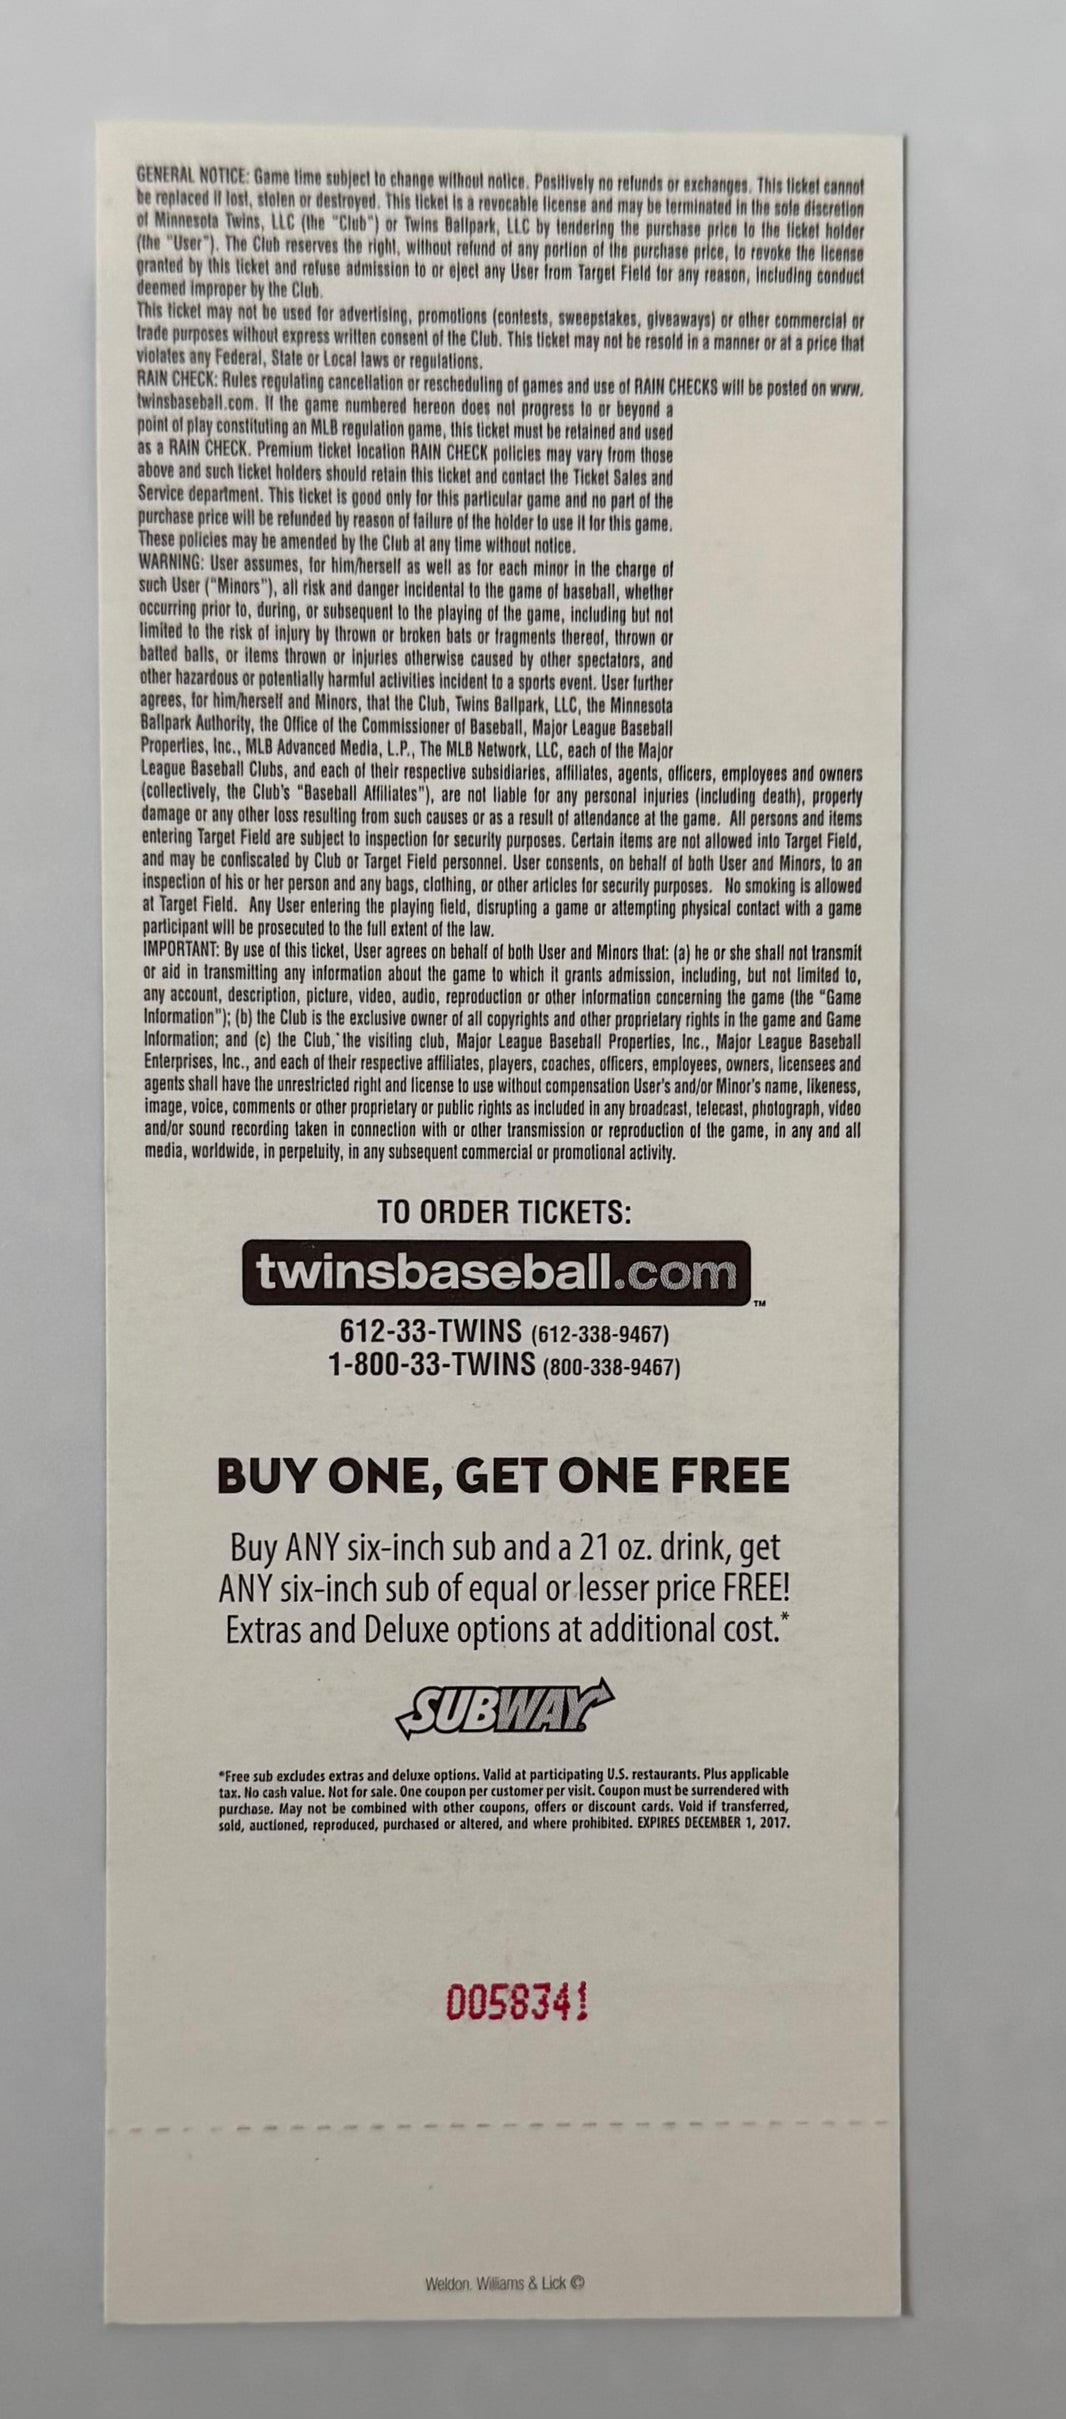 GENERAL NOTICE: Game time subject to change without notice. Positively no refunds or exchanges. This ticket cannot
be replaced if lost, stolen or destroyed. This ticket is a revocable license and may be terminated in the sole discretion
of Minnesota Twins, LLC (the "Club") or Twins Ballpark, LLC by tendering the purchase price to the ticket holder
(the "User"). The Club reserves the right, without refund of any portion of the purchase price, to revoke the license
granted by this ticket and refuse admission to or eject any User from Target Field for any reason, including conduct
deemed improper by the Club.
This ticket may not be used for advertising, promotions (contests, sweepstakes, giveaways) or other commercial or
trade purposes without express written consent of the Club. This ticket may not be resold in a manner or at a price that
violates any Federal, State or Local laws or regulations.
RAIN CHECK: Rules regulating cancellation or rescheduling of games and use of RAIN CHECKS will be posted on www.
twinsbaseball.com. If the game numbered hereon does not progress to or beyond a
point of play constituting an MLB regulation game, this ticket must be retained and used
as a RAIN CHECK. Premium ticket location RAIN CHECK policies may vary from those
above and such ticket holders should retain this ticket and contact the Ticket Sales and
Service department. This ticket is good only for this particular game and no part of the
purchase price will be refunded by reason of failure of the holder to use it for this game.
These policies may be amended by the Club at any time without notice.
WARNING: User assumes, for him/herself as well as for each minor in the charge of
such User ("Minors"), all risk and danger incidental to the game of baseball, whether
occurring prior to, during, or subsequent to the playing of the game, including but not
limited to the risk of injury by thrown or broken bats or fragments thereof, thrown or
batted balls, or items thrown or injuries otherwise caused by other spectators, and
other hazardous or potentially harmful activities incident to a sports event. User further
agrees, for him/herself and Minors, that the Club, Twins Ballpark, LLC, the Minnesota
Ballpark Authority, the Office of the Commissioner of Baseball, Major League Baseball
Properties, Inc., MLB Advanced Media, L.P., The MLB Network, LLC, each of the Major
League Baseball Clubs, and each of their respective subsidiaries, affiliates, agents, officers, employees and owners
(collectively, the Club's "Baseball Affiliates"), are not liable for any personal injuries (including death), property
damage or any other loss resulting from such causes or as a result of attendance at the game. All persons and items
entering Target Field are subject to inspection for security purposes. Certain items are not allowed into Target Field,
and may be confiscated by Club or Target Field personnel. User consents, on behalf of both User and Minors, to an
inspection of his or her person and any bags, clothing, or other articles for security purposes. No smoking is allowed
at Target Field. Any User entering the playing field, disrupting a game or attempting physical contact with a game
participant will be prosecuted to the full extent of the law.
IMPORTANT: By use of this ticket, User agrees on behalf of both User and Minors that: (a) he or she shall not transmit
or aid in transmitting any information about the game to which it grants admission, including, but not limited to,
any account, description, picture, video, audio, reproduction or other information concerning the game (the "Game
Information"); (b) the Club is the exclusive owner of all copyrights and other proprietary rights in the game and Game
Information; and (c) the Club, the visiting club, Major League Baseball Properties, Inc., Major League Baseball
Enterprises, Inc., and each of their respective affiliates, players, coaches, officers, employees, owners, licensees and
agents shall have the unrestricted right and license to use without compensation User's and/or Minor's name, likeness,
image, voice, comments or other proprietary or public rights as included in any broadcast, telecast, photograph, video
and/or sound recording taken in connection with or other transmission or reproduction of the game, in any and all
media, worldwide, in perpetuity, in any subsequent commercial or promotional activity.
TO ORDER TICKETS:
twinsbaseball.com ™
612-33-TWINS (612-338-9467)
1-800-33-TWINS (800-338-9467)
BUY ONE, GET ONE FREE
Buy ANY six-inch sub and a 21 oz. drink, get
ANY six-inch sub of equal or lesser price FREE!
Extras and Deluxe options at additional cost.*
SUBWAY
*Free sub excludes extras and deluxe options. Valid at participating U.S. restaurants. Plus applicable
tax. No cash value. Not for sale. One coupon per customer per visit. Coupon must be surrendered with
purchase. May not be combined with other coupons, offers or discount cards. Void if transferred,
sold, auctioned, reproduced, purchased or altered, and where prohibited. EXPIRES DECEMBER 1, 2017.
0058341
Weldon, Williams & Lick ©